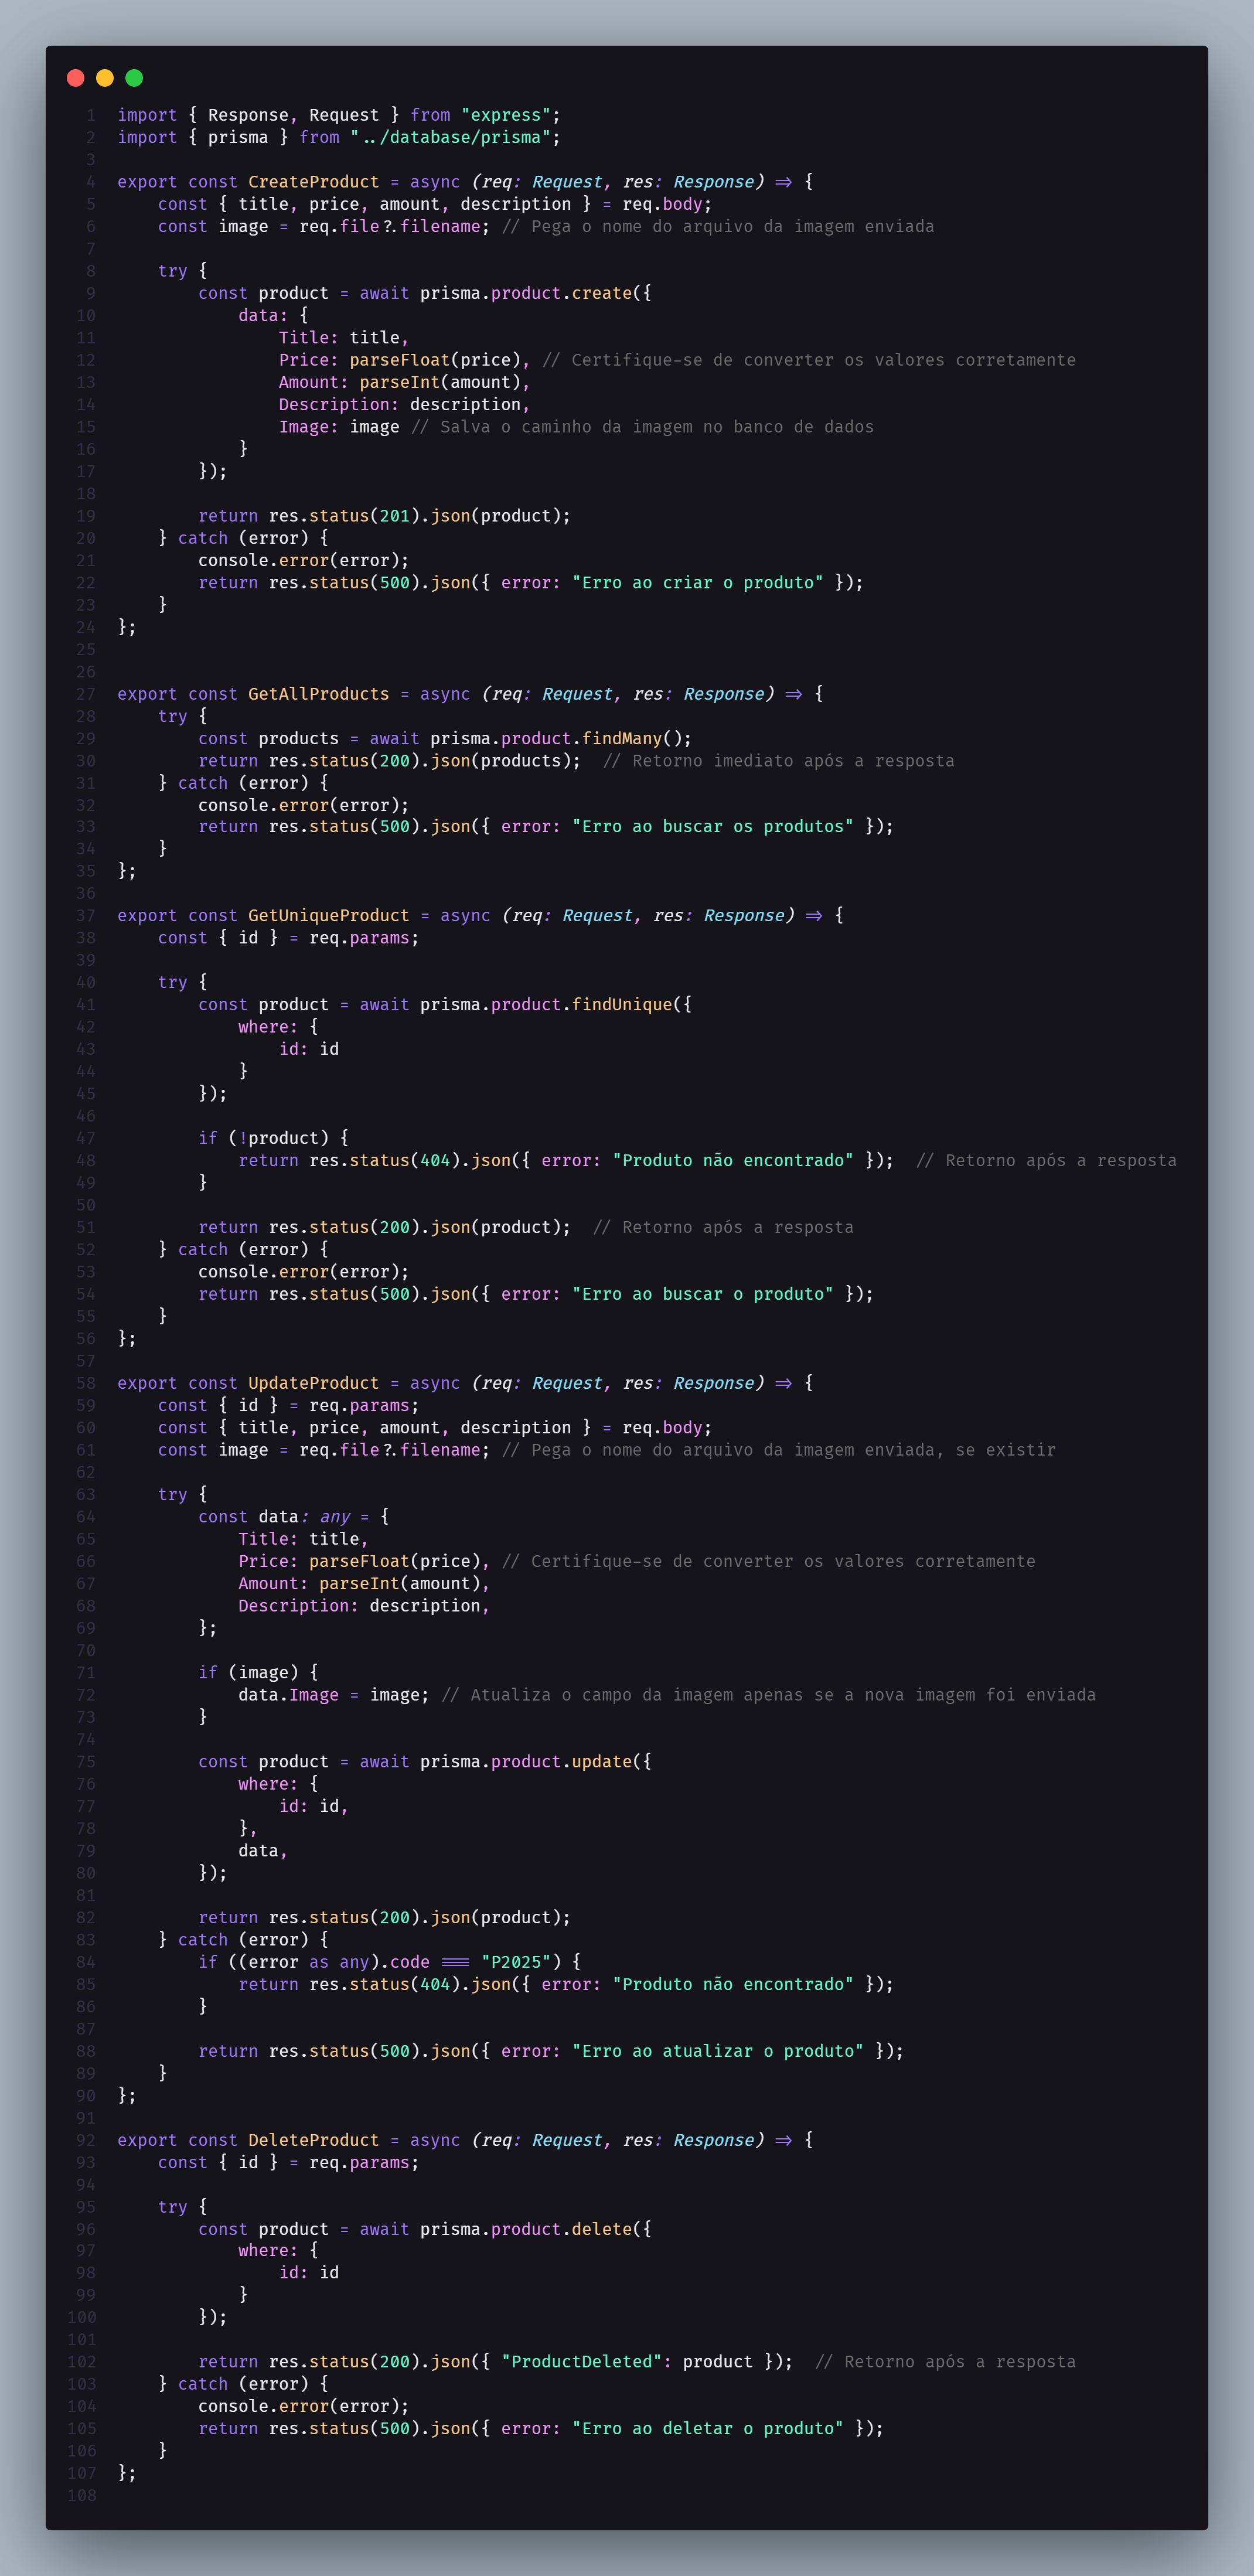 1 import { Response, Request } from "express";
2 import { prisma } from "../database/prisma";
3
4 export const CreateProduct = async (req: Request, res: Response) => {
5     const { title, price, amount, description } = req.body;
6     const image = req.file?.filename; // Pega o nome do arquivo da imagem enviada
7
8     try {
9         const product = await prisma.product.create({
10             data: {
11                 Title: title,
12                 Price: parseFloat(price), // Certifique-se de converter os valores corretamente
13                 Amount: parseInt(amount),
14                 Description: description,
15                 Image: image // Salva o caminho da imagem no banco de dados
16             }
17         });
18
19         return res.status(201).json(product);
20     } catch (error) {
21         console.error(error);
22         return res.status(500).json({ error: "Erro ao criar o produto" });
23     }
24 };
25
26
27 export const GetAllProducts = async (req: Request, res: Response) => {
28     try {
29         const products = await prisma.product.findMany();
30         return res.status(200).json(products);  // Retorno imediato após a resposta
31     } catch (error) {
32         console.error(error);
33         return res.status(500).json({ error: "Erro ao buscar os produtos" });
34     }
35 };
36
37 export const GetUniqueProduct = async (req: Request, res: Response) => {
38     const { id } = req.params;
39
40     try {
41         const product = await prisma.product.findUnique({
42             where: {
43                 id: id
44             }
45         });
46
47         if (!product) {
48             return res.status(404).json({ error: "Produto não encontrado" });  // Retorno após a resposta
49         }
50
51         return res.status(200).json(product);  // Retorno após a resposta
52     } catch (error) {
53         console.error(error);
54         return res.status(500).json({ error: "Erro ao buscar o produto" });
55     }
56 };
57
58 export const UpdateProduct = async (req: Request, res: Response) => {
59     const { id } = req.params;
60     const { title, price, amount, description } = req.body;
61     const image = req.file?.filename; // Pega o nome do arquivo da imagem enviada, se existir
62
63     try {
64         const data: any = {
65             Title: title,
66             Price: parseFloat(price), // Certifique-se de converter os valores corretamente
67             Amount: parseInt(amount),
68             Description: description,
69         };
70
71         if (image) {
72             data.Image = image; // Atualiza o campo da imagem apenas se a nova imagem foi enviada
73         }
74
75         const product = await prisma.product.update({
76             where: {
77                 id: id,
78             },
79             data,
80         });
81
82         return res.status(200).json(product);
83     } catch (error) {
84         if ((error as any).code === "P2025") {
85             return res.status(404).json({ error: "Produto não encontrado" });
86         }
87
88         return res.status(500).json({ error: "Erro ao atualizar o produto" });
89     }
90 };
91
92 export const DeleteProduct = async (req: Request, res: Response) => {
93     const { id } = req.params;
94
95     try {
96         const product = await prisma.product.delete({
97             where: {
98                 id: id
99             }
100         });
101
102         return res.status(200).json({ "ProductDeleted": product });  // Retorno após a resposta
103     } catch (error) {
104         console.error(error);
105         return res.status(500).json({ error: "Erro ao deletar o produto" });
106     }
107 };
108